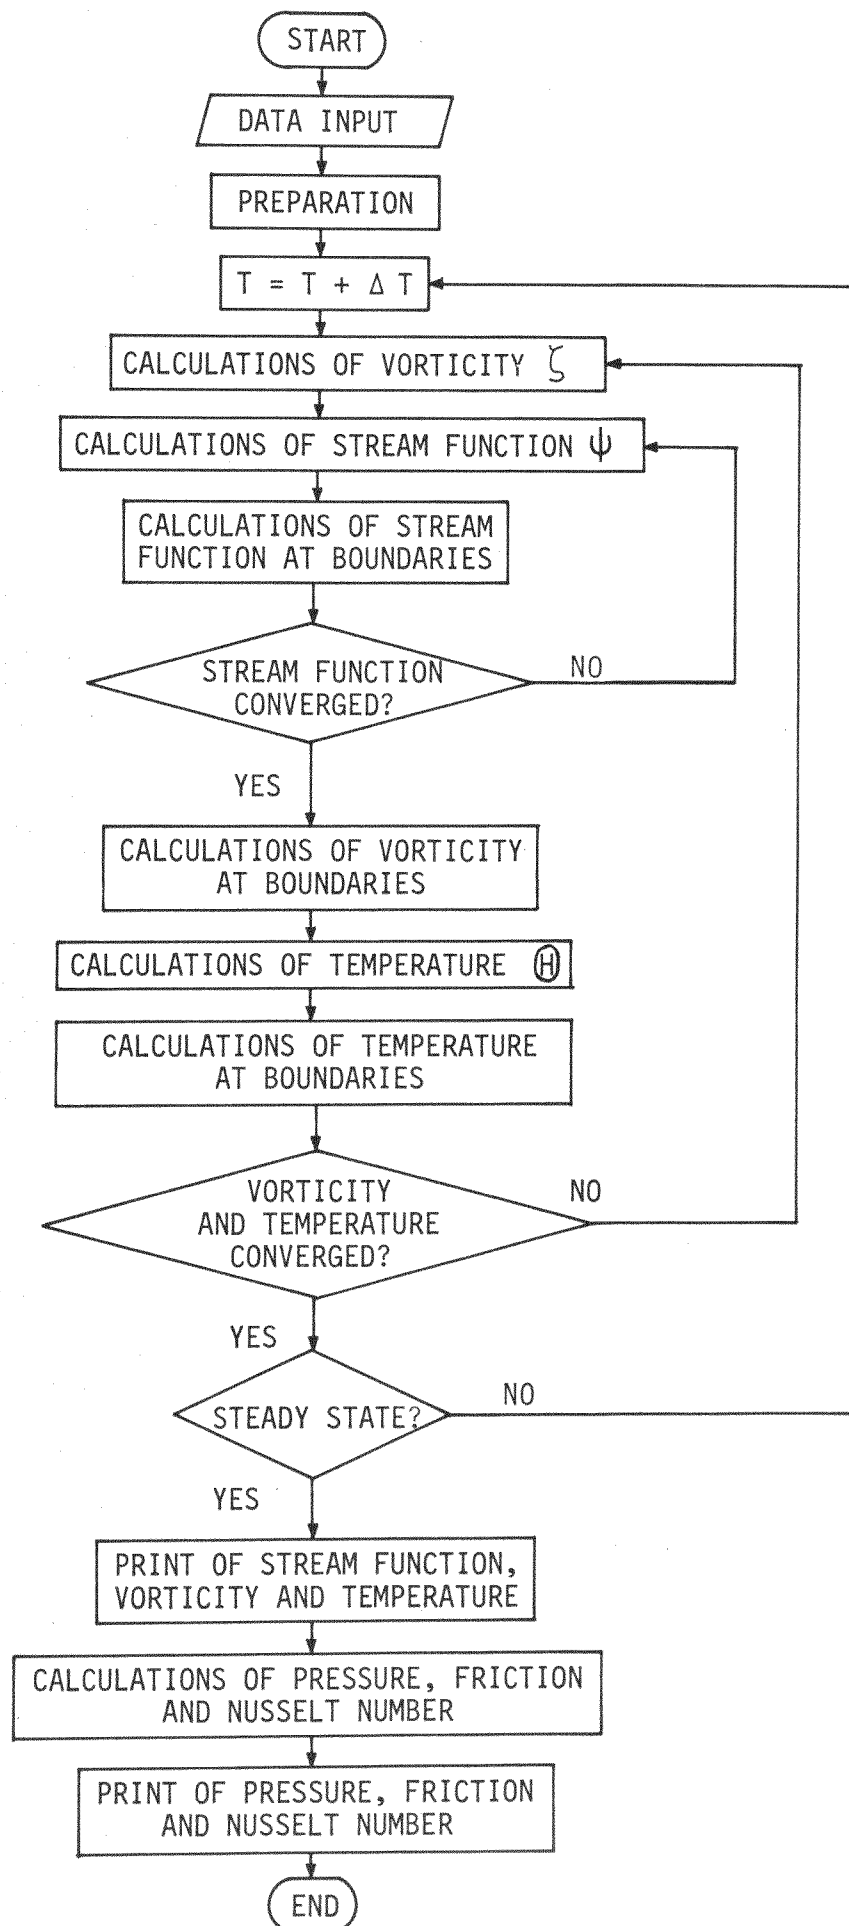 START
DATA INPUT
PREPARATION
T = T + Δ T
CALCULATIONS OF VORTICITY ζ
CALCULATIONS OF STREAM FUNCTION ψ
CALCULATIONS OF STREAM
FUNCTION AT BOUNDARIES
STREAM FUNCTION
CONVERGED?
NO
YES
CALCULATIONS OF VORTICITY
AT BOUNDARIES
CALCULATIONS OF TEMPERATURE Θ
CALCULATIONS OF TEMPERATURE
AT BOUNDARIES
VORTICITY
AND TEMPERATURE
CONVERGED?
NO
YES
STEADY STATE?
NO
YES
PRINT OF STREAM FUNCTION,
VORTICITY AND TEMPERATURE
CALCULATIONS OF PRESSURE, FRICTION
AND NUSSELT NUMBER
PRINT OF PRESSURE, FRICTION
AND NUSSELT NUMBER
END